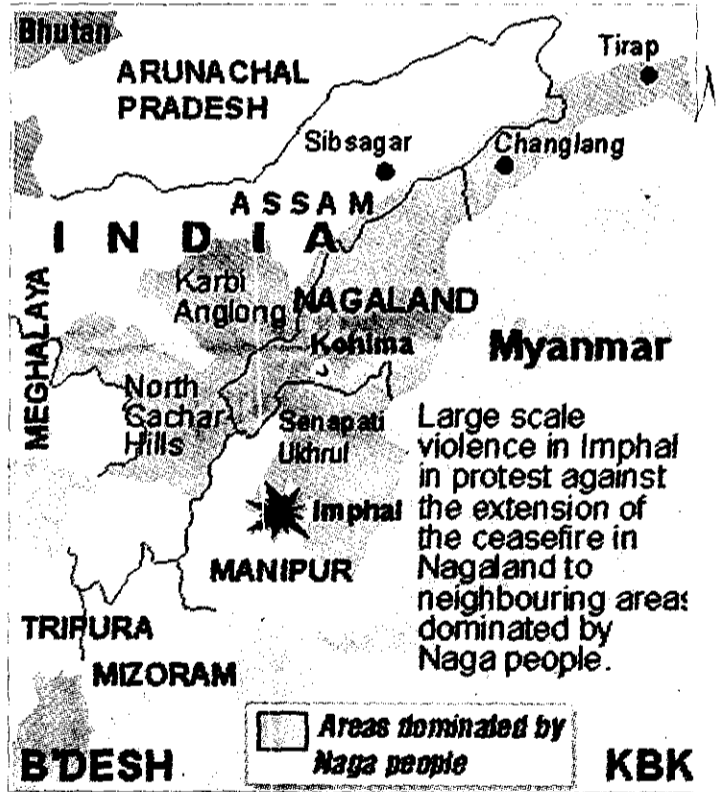 Bhutan
Tirap
ARUNACHAL
PRADESH
Sibsagar
Changlang
ASSAM
INDIA
Karbi
Anglong
NAGALAND
MEGHALAYA
Kohima
Myanmar
North
Cachar
Hills
Senapati
Ukhrul
Large scale
violence in Imphal
in protest against
the extension of
the ceasefire in
Nagaland to
neighbouring areas
dominated by
Naga people.
Imphal
MANIPUR
TRIPURA
MIZORAM
Areas dominated by
Naga people
B'DESH
KBK